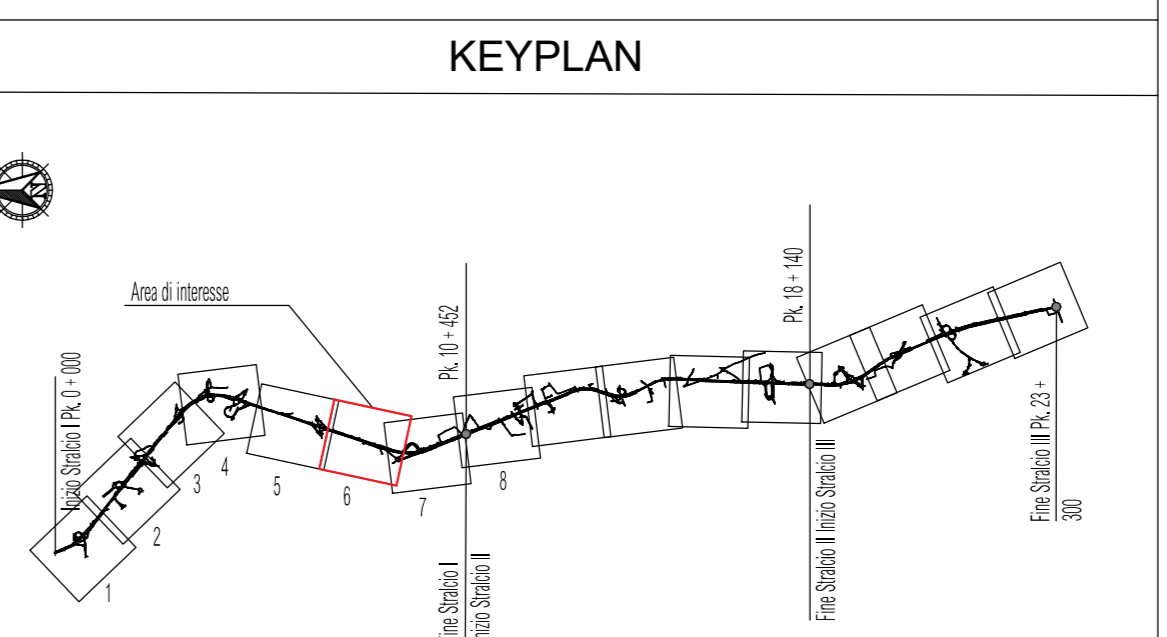 KEYPLAN
N
Area di interesse
Inizio Stralcio I Pk. 0 + 000
Pk. 10 + 452
Pk. 18 + 140
1
2
3
4
5
6
7
8
Fine Stralcio I
Inizio Stralcio II
Fine Stralcio II Inizio Stralcio III
Fine Stralcio III Pk. 23 +
300